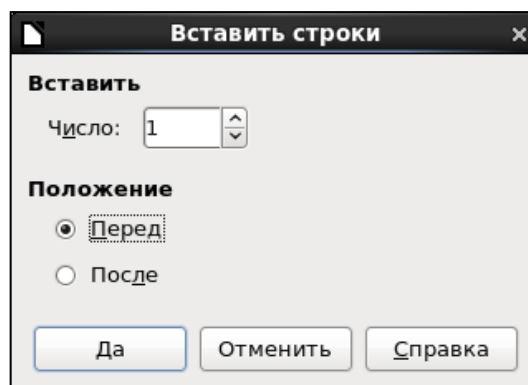 Вставить строки
Вставить
Число: 1
Положение
Перед
После
Да Отменить Справка